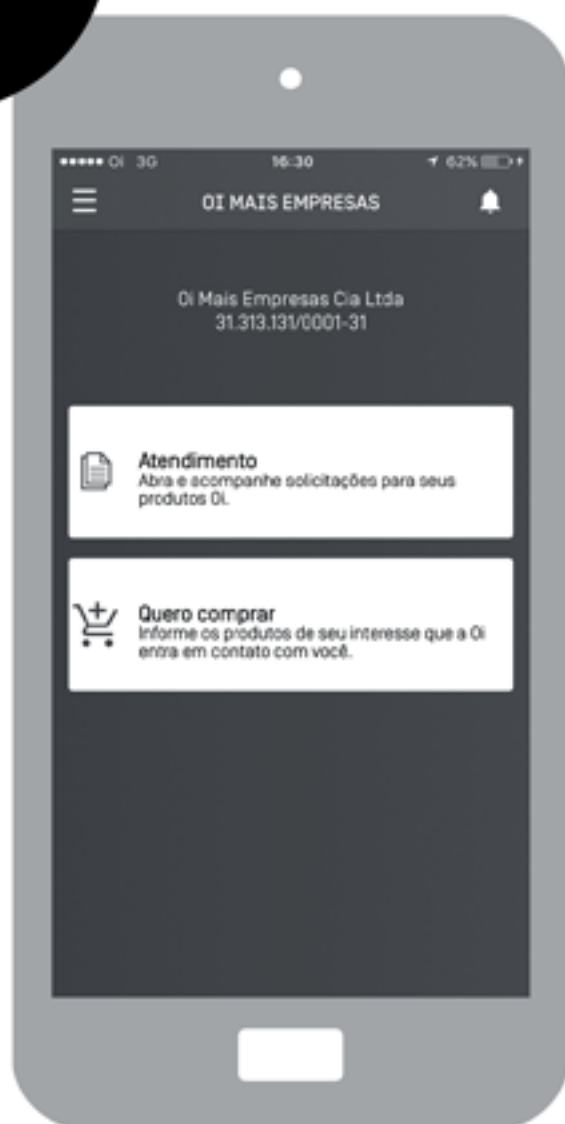 Oi 3G 16:30 62%
OI MAIS EMPRESAS
Oi Mais Empresas Cia Ltda
31.313.131/0001-31
Atendimento
Abra e acompanhe solicitações para seus
produtos Oi.
Quero comprar
Informe os produtos de seu interesse que a Oi
entra em contato com você.